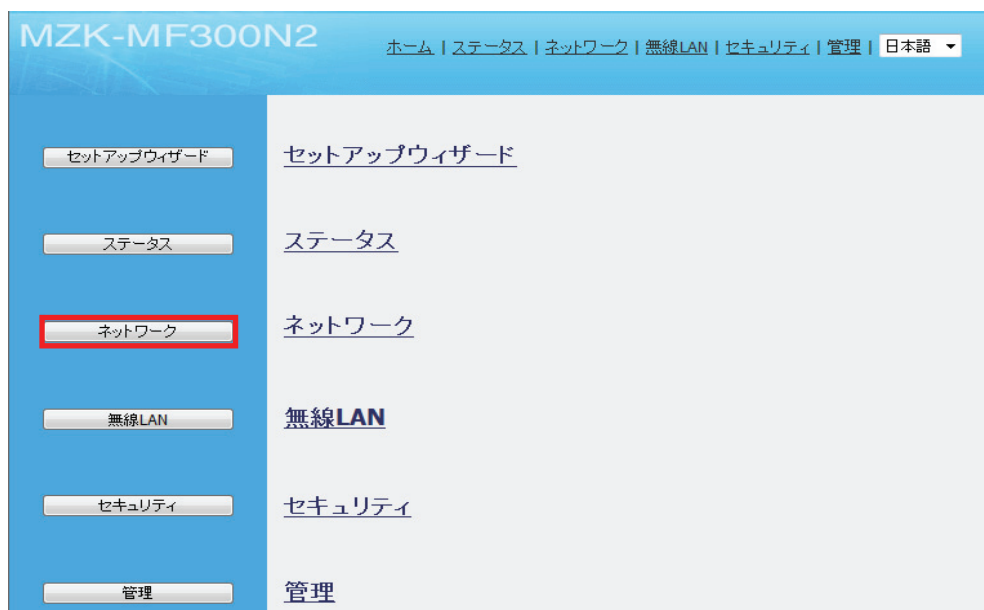 MZK-MF300N2
ホーム | ステータス | ネットワーク | 無線LAN | セキュリティ | 管理 | 日本語
セットアップウィザード セットアップウィザード
ステータス ステータス
ネットワーク ネットワーク
無線LAN 無線LAN
セキュリティ セキュリティ
管理 管理